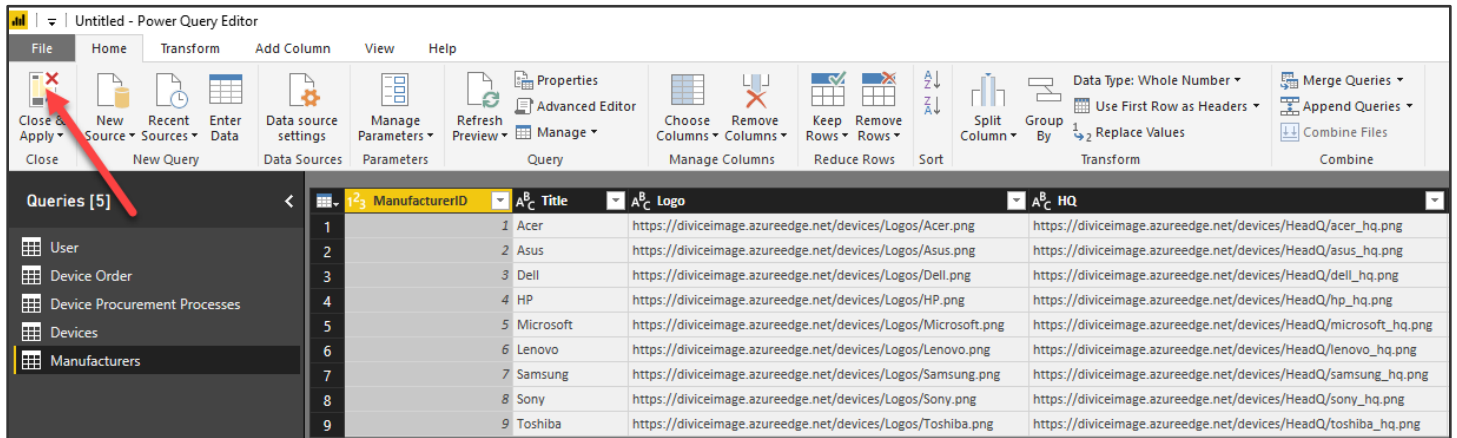 Untitled - Power Query Editor
File Home Transform Add Column View Help
Close & Apply
New Source
Recent Sources
Enter Data
Data source settings
Manage Parameters
Refresh Preview
Properties
Advanced Editor
Manage
Choose Columns
Remove Columns
Keep Rows
Remove Rows
A Z
Z A
Split Column
Group By
Data Type: Whole Number
Use First Row as Headers
1 2 Replace Values
Merge Queries
Append Queries
Combine Files
Close New Query Data Sources Parameters Query Manage Columns Reduce Rows Sort Transform Combine
Queries [5]
User
Device Order
Device Procurement Processes
Devices
Manufacturers
123 ManufacturerID ABC Title ABC Logo ABC HQ
1 1 Acer https://diviceimage.azureedge.net/devices/Logos/Acer.png https://diviceimage.azureedge.net/devices/HeadQ/acer_hq.png
2 2 Asus https://diviceimage.azureedge.net/devices/Logos/Asus.png https://diviceimage.azureedge.net/devices/HeadQ/asus_hq.png
3 3 Dell https://diviceimage.azureedge.net/devices/Logos/Dell.png https://diviceimage.azureedge.net/devices/HeadQ/dell_hq.png
4 4 HP https://diviceimage.azureedge.net/devices/Logos/HP.png https://diviceimage.azureedge.net/devices/HeadQ/hp_hq.png
5 5 Microsoft https://diviceimage.azureedge.net/devices/Logos/Microsoft.png https://diviceimage.azureedge.net/devices/HeadQ/microsoft_hq.png
6 6 Lenovo https://diviceimage.azureedge.net/devices/Logos/Lenovo.png https://diviceimage.azureedge.net/devices/HeadQ/lenovo_hq.png
7 7 Samsung https://diviceimage.azureedge.net/devices/Logos/Samsung.png https://diviceimage.azureedge.net/devices/HeadQ/samsung_hq.png
8 8 Sony https://diviceimage.azureedge.net/devices/Logos/Sony.png https://diviceimage.azureedge.net/devices/HeadQ/sony_hq.png
9 9 Toshiba https://diviceimage.azureedge.net/devices/Logos/Toshiba.png https://diviceimage.azureedge.net/devices/HeadQ/toshiba_hq.png